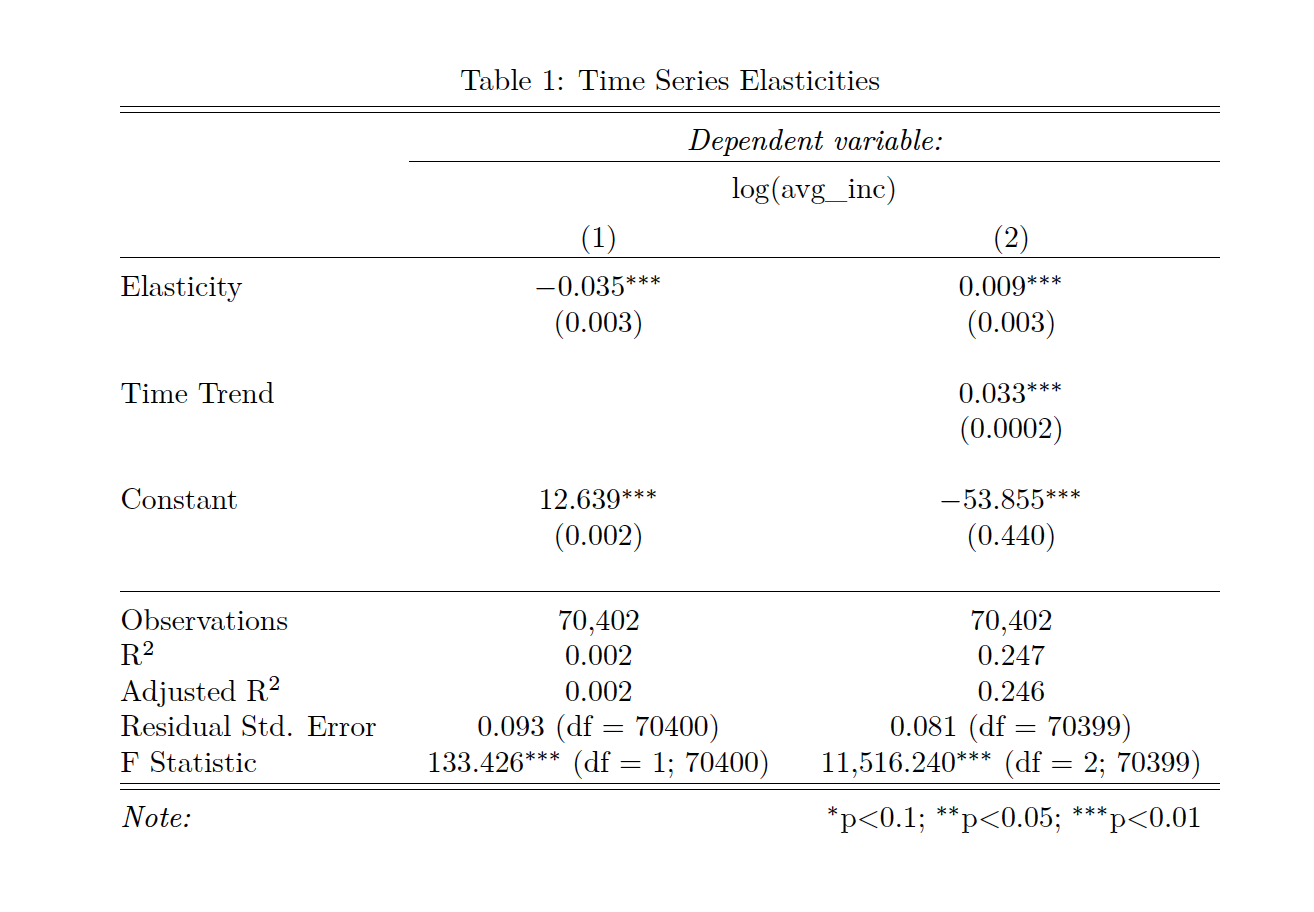 Table 1: Time Series Elasticities
Dependent variable:
log(avg_inc)
(1) (2)
Elasticity −0.035*** 0.009***
(0.003) (0.003)
Time Trend 0.033***
(0.0002)
Constant 12.639*** −53.855***
(0.002) (0.440)
Observations 70,402 70,402
R² 0.002 0.247
Adjusted R² 0.002 0.246
Residual Std. Error 0.093 (df = 70400) 0.081 (df = 70399)
F Statistic 133.426*** (df = 1; 70400) 11,516.240*** (df = 2; 70399)
Note: *p<0.1; **p<0.05; ***p<0.01